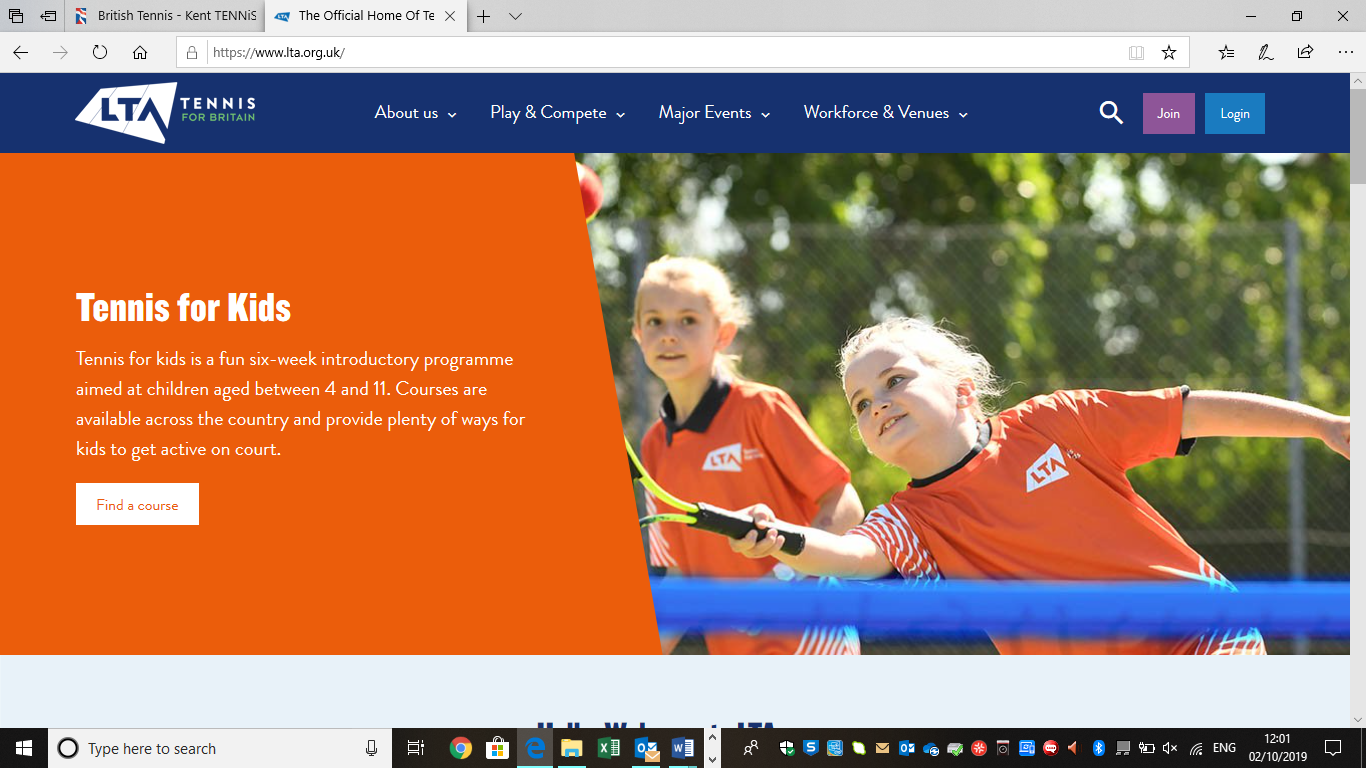 British Tennis - Kent TENNiS
The Official Home Of Te
https://www.lta.org.uk/
LTA TENNIS
FOR BRITAIN
About us
Play & Compete
Major Events
Workforce & Venues
Join
Login
Tennis for Kids
Tennis for kids is a fun six-week introductory programme
aimed at children aged between 4 and 11. Courses are
available across the country and provide plenty of ways for
kids to get active on court.
Find a course
LTA
LTA
Type here to search
ENG
12:01
02/10/2019